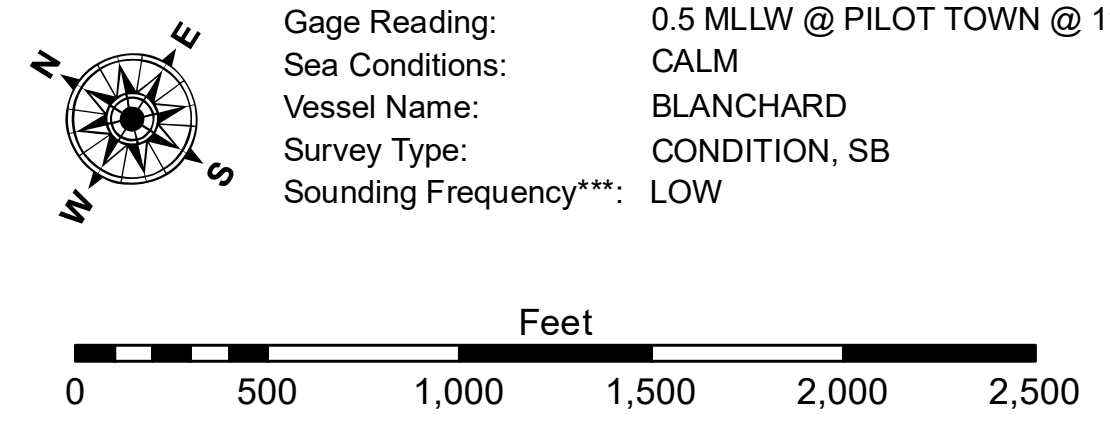 N
E
S
W
Gage Reading: 0.5 MLLW @ PILOT TOWN @ 1
Sea Conditions: CALM
Vessel Name: BLANCHARD
Survey Type: CONDITION, SB
Sounding Frequency***: LOW
Feet
0 500 1,000 1,500 2,000 2,500